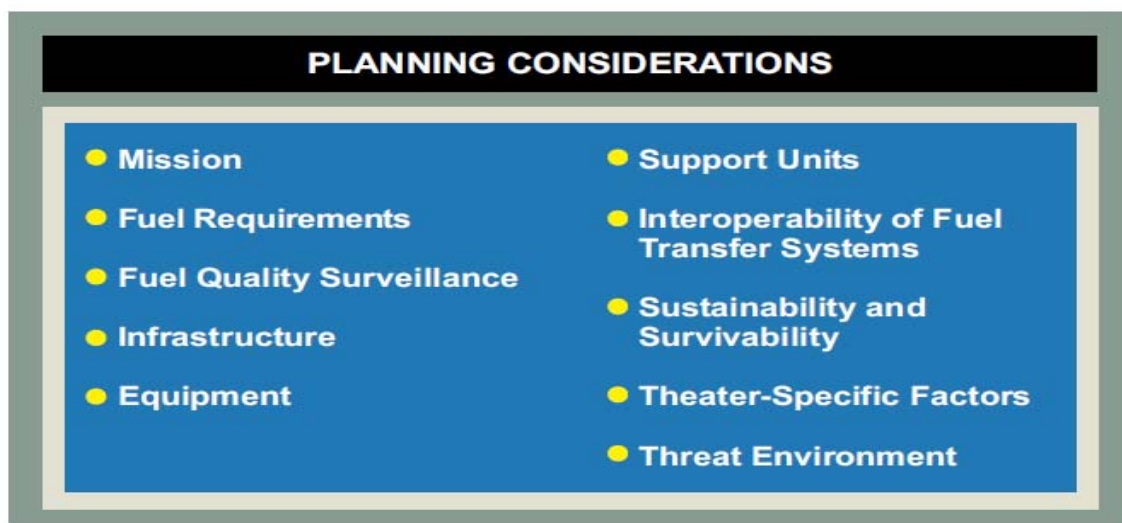 PLANNING CONSIDERATIONS
Mission
Fuel Requirements
Fuel Quality Surveillance
Infrastructure
Equipment
Support Units
Interoperability of Fuel
Transfer Systems
Sustainability and
Survivability
Theater-Specific Factors
Threat Environment